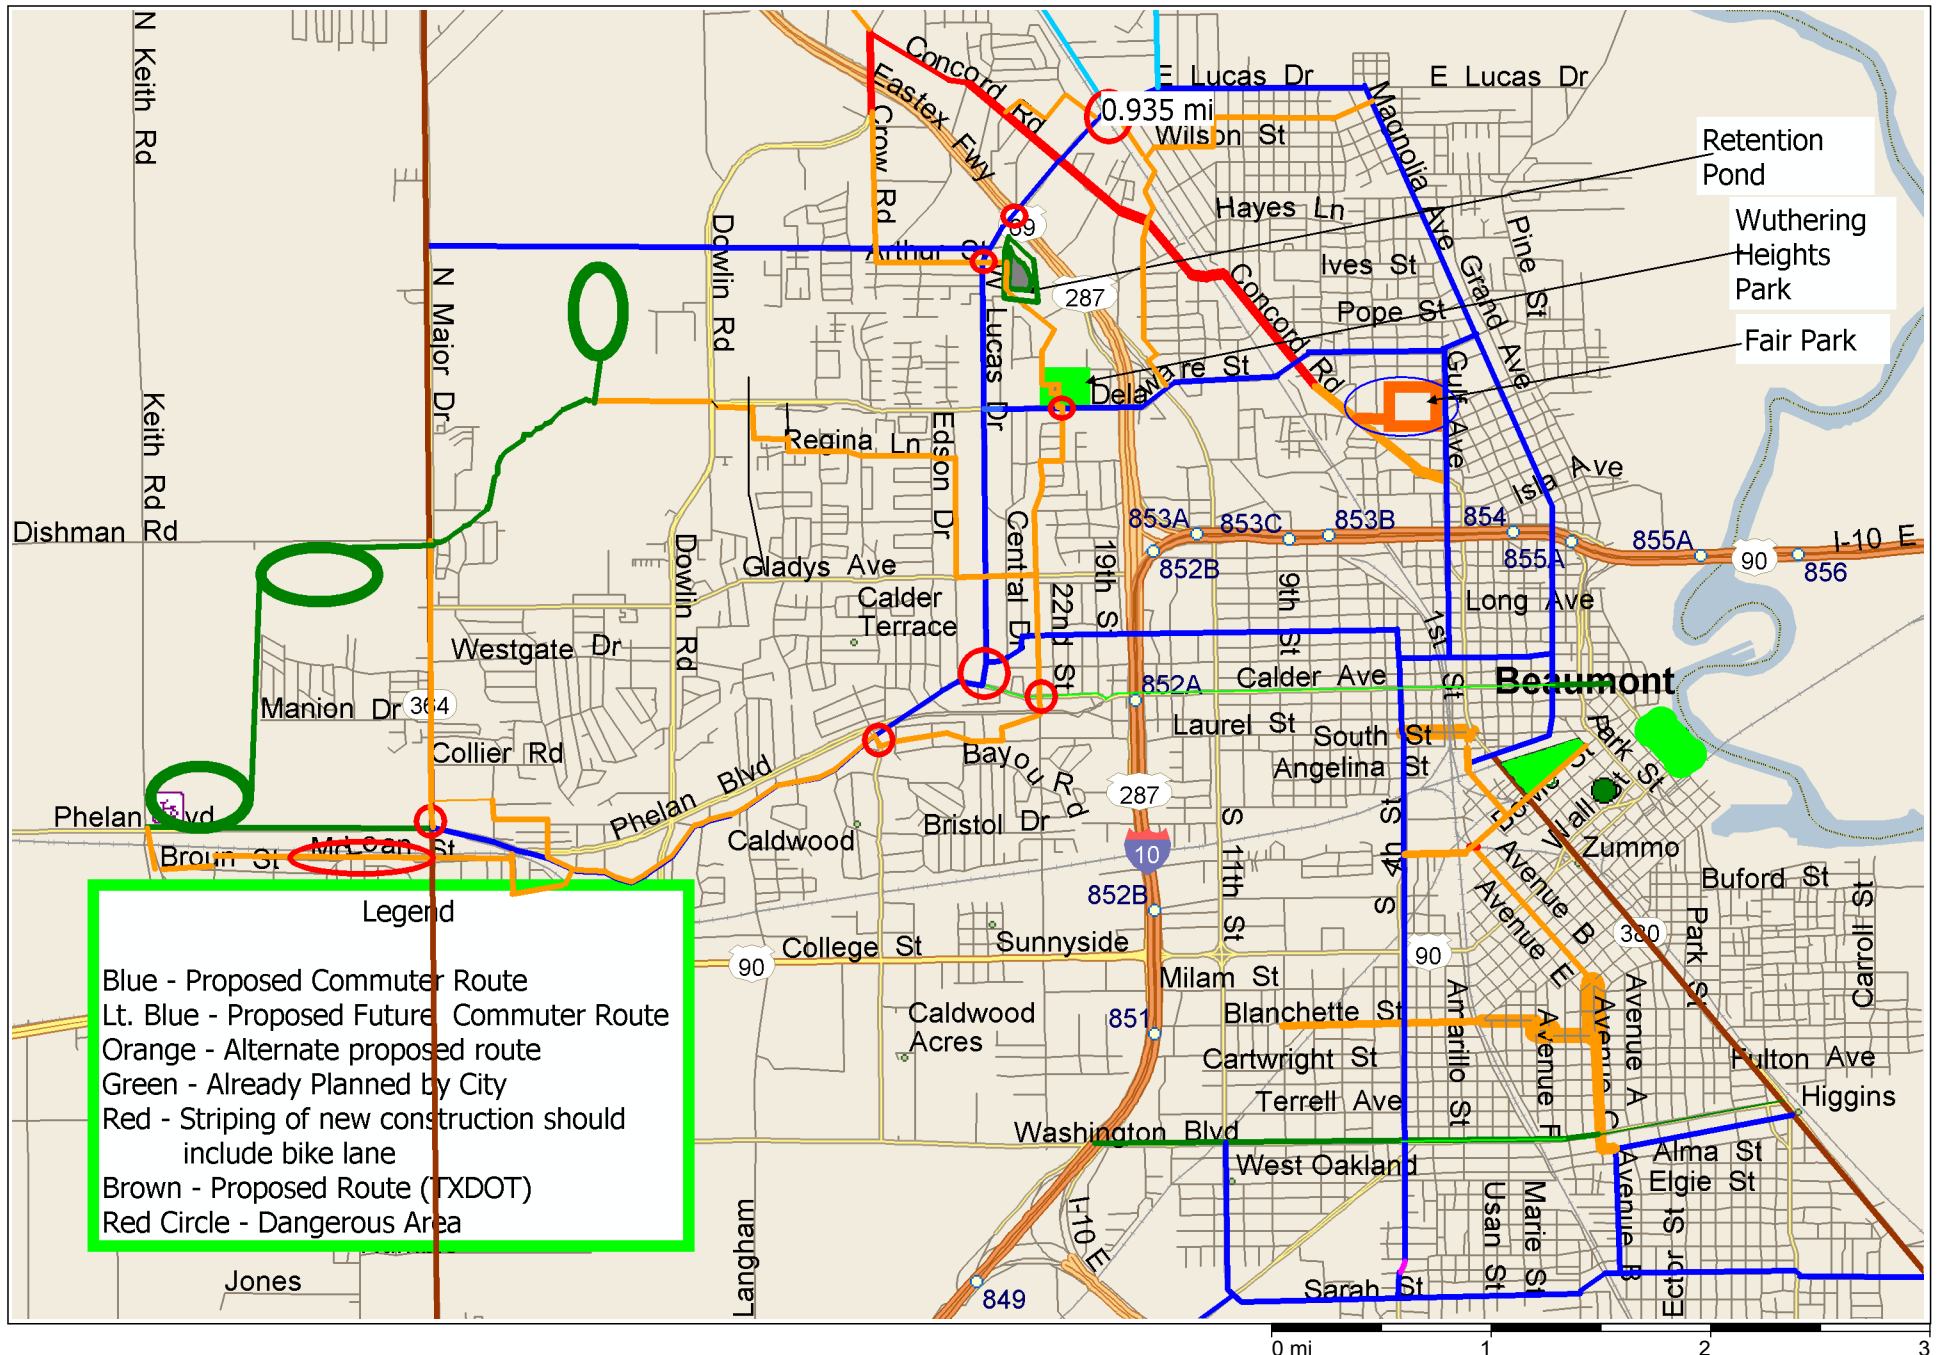 N Keith Rd
Concord Rd
Eastex Fwy
Crow Rd
E Lucas Dr
E Lucas Dr
0.935 mi
Wilson St
Magnolia Ave
Retention
Pond
Wuthering
Heights
Park
Fair Park
Hayes Ln
Pine St
Ives St
Grand Ave
Pope St
69
Arthur St
287
Dowlin Rd
N Major Dr
W Lucas Dr
Concord Rd
Delaware St
Gulf Ave
Keith Rd
Regina Ln
Edson Dr
Ave
Dishman Rd
Central Dr
19th St
853A
853C
853B
854
855A
855A
I-10 E
90
856
852B
Gladys Ave
Dowlin Rd
Calder
Terrace
22nd St
9th St
1st St
Long Ave
Westgate Dr
Calder Ave
Beaumont
852A
Manion Dr
364
Laurel St
South St
Angelina St
Park St
Collier Rd
Bayou Rd
Phelan Blvd
287
Phelan Blvd
Caldwood
Bristol Dr
S 11th St
S 4th St
Wall St
Zummo
McLean St
Broun St
10
Avenue B
Avenue E
Buford St
852B
Park St
Carroll St
380
College St
Sunnyside
90
90
Milam St
Caldwood
Acres
851
Blanchette St
Amarillo St
Avenue F
Avenue C
Avenue A
Cartwright St
Fulton Ave
Terrell Ave
Higgins
Washington Blvd
West Oakland
Alma St
Elgie St
Usan St
Marie St
Avenue B
Ector St
Langham
I-10 E
Sarah St
849
Jones
Legend
Blue - Proposed Commuter Route
Lt. Blue - Proposed Future Commuter Route
Orange - Alternate proposed route
Green - Already Planned by City
Red - Striping of new construction should
include bike lane
Brown - Proposed Route (TXDOT)
Red Circle - Dangerous Area
0 mi 1 2 3